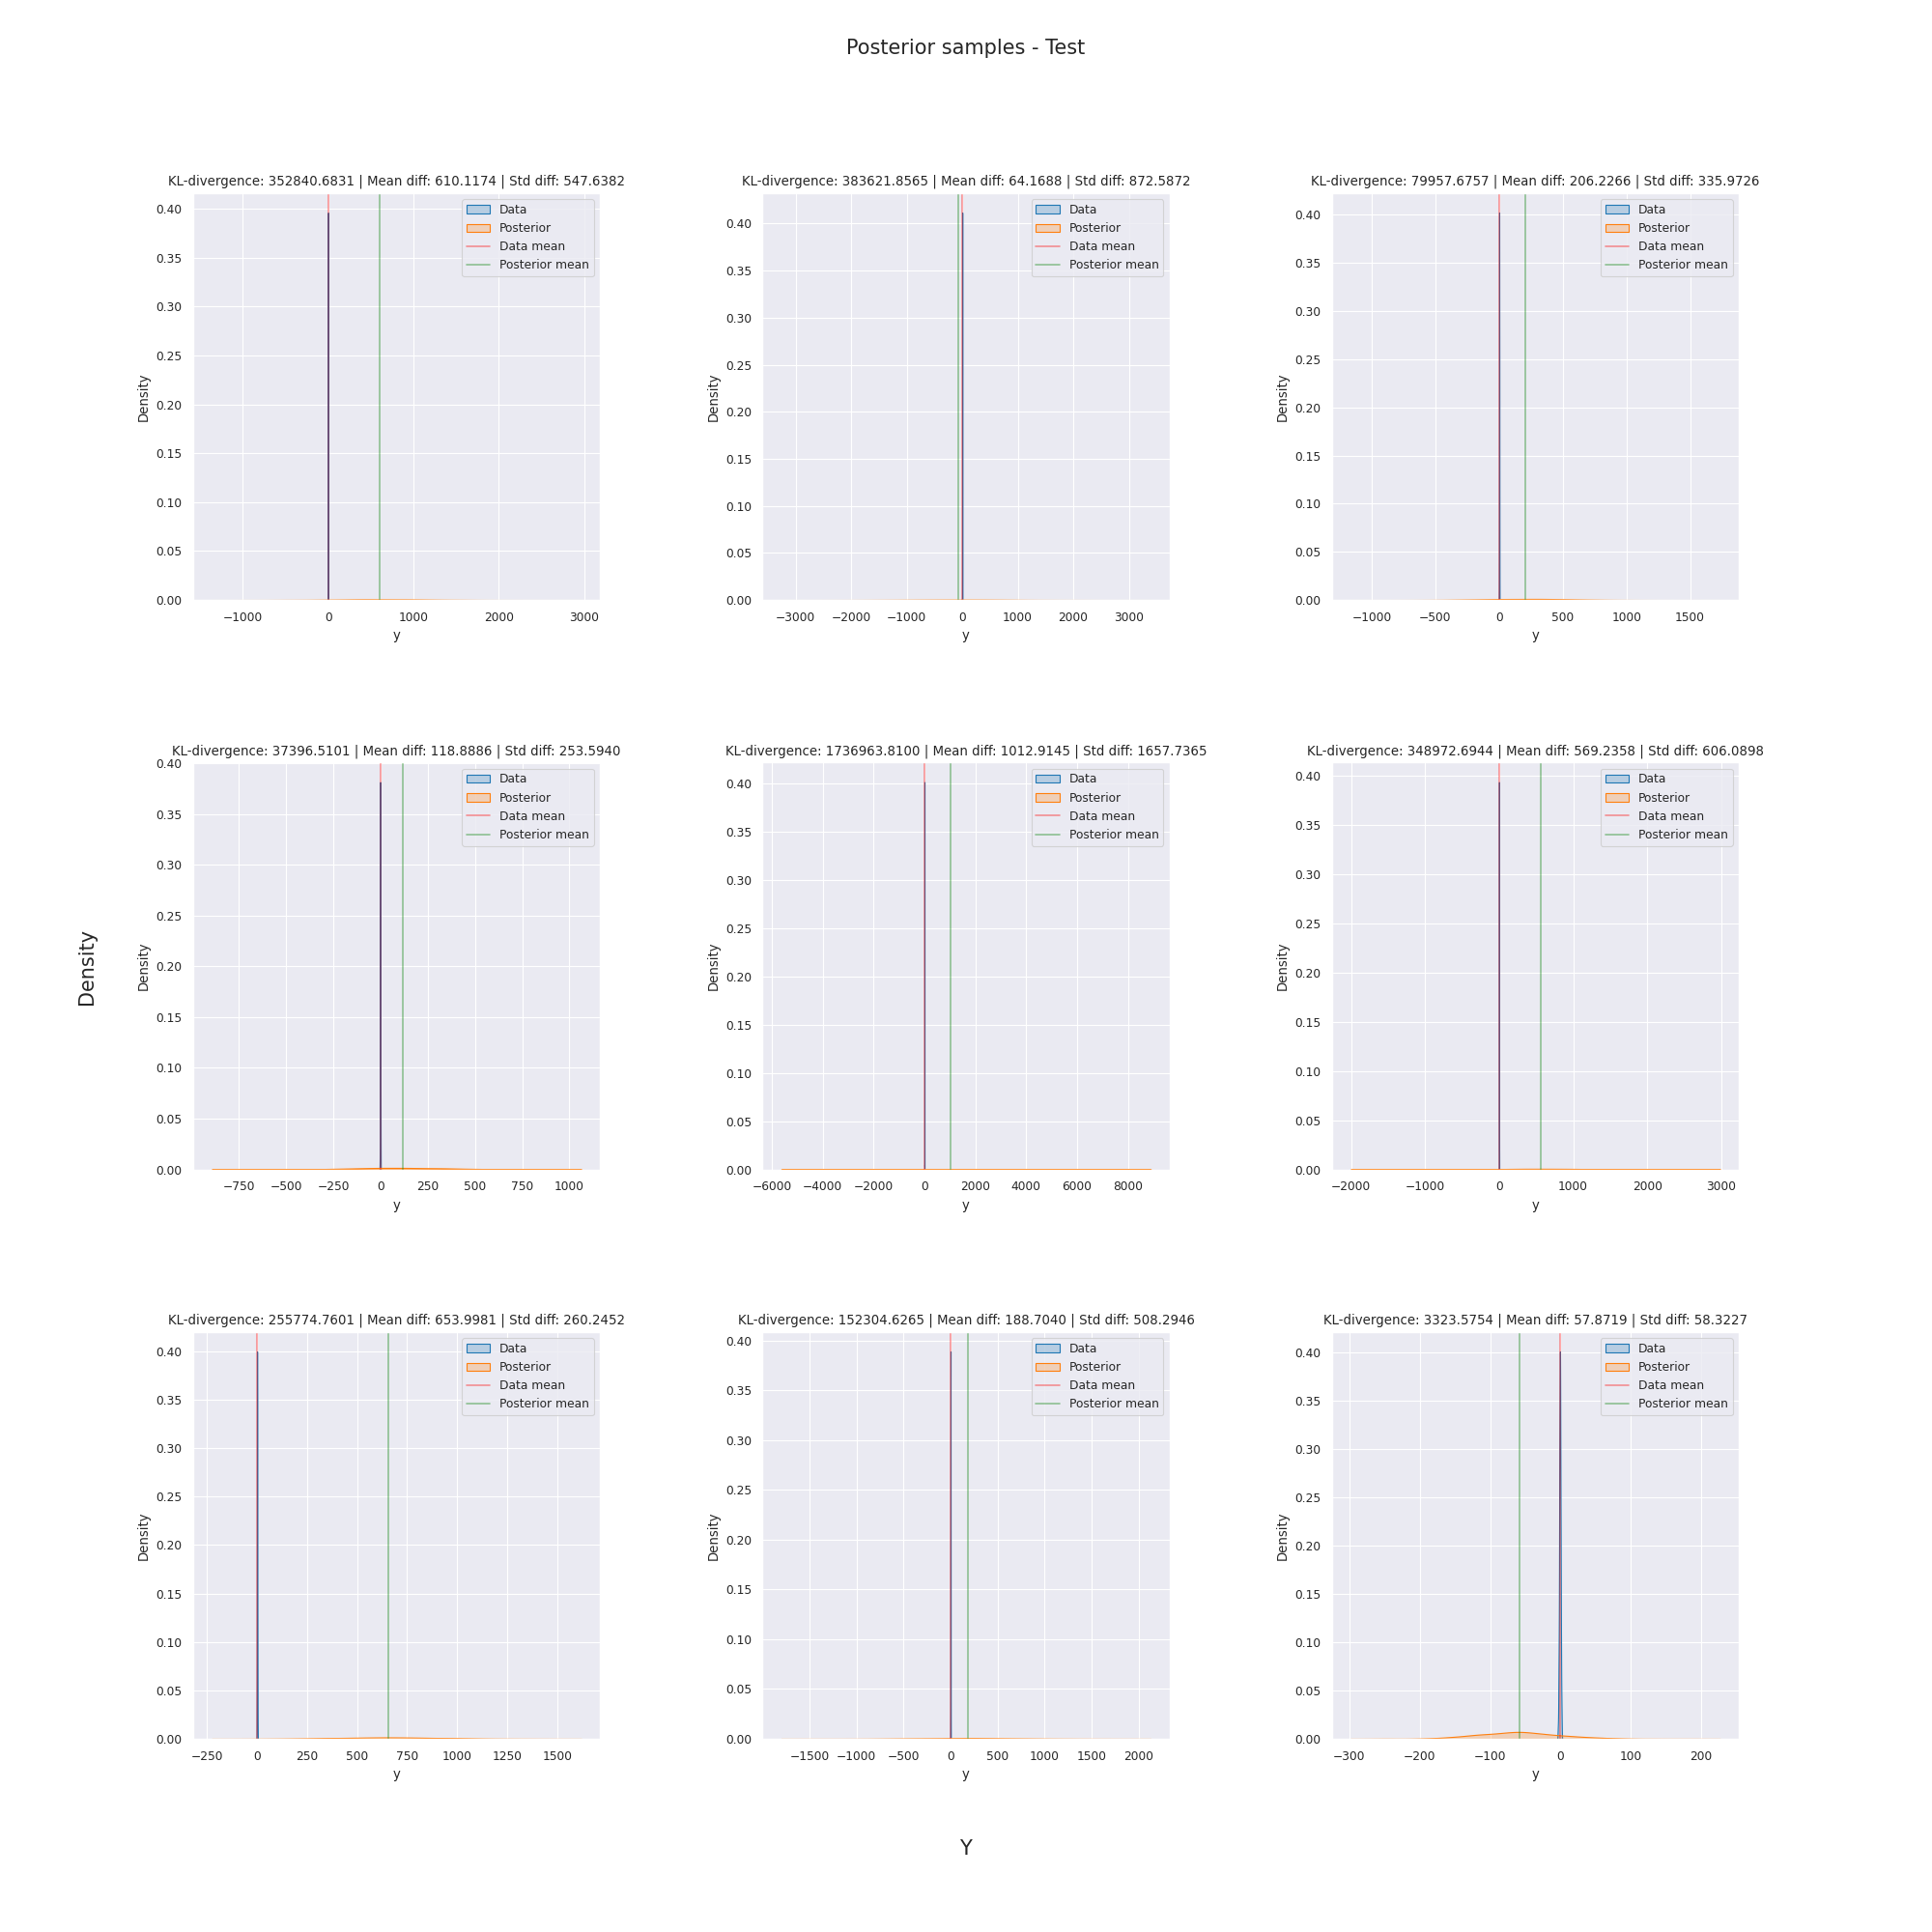 Posterior samples - Test
KL-divergence: 352840.6831 | Mean diff: 610.1174 | Std diff: 547.6382
Data
Posterior
Data mean
Posterior mean
0.40
0.35
0.30
0.25
0.20
0.15
0.10
0.05
0.00
Density
−1000 0 1000 2000 3000
y
KL-divergence: 383621.8565 | Mean diff: 64.1688 | Std diff: 872.5872
Data
Posterior
Data mean
Posterior mean
0.40
0.35
0.30
0.25
0.20
0.15
0.10
0.05
0.00
Density
−3000 −2000 −1000 0 1000 2000 3000
y
KL-divergence: 79957.6757 | Mean diff: 206.2266 | Std diff: 335.9726
Data
Posterior
Data mean
Posterior mean
0.40
0.35
0.30
0.25
0.20
0.15
0.10
0.05
0.00
Density
−1000 −500 0 500 1000 1500
y
Density
KL-divergence: 37396.5101 | Mean diff: 118.8886 | Std diff: 253.5940
Data
Posterior
Data mean
Posterior mean
0.40
0.35
0.30
0.25
0.20
0.15
0.10
0.05
0.00
Density
−750 −500 −250 0 250 500 750 1000
y
KL-divergence: 1736963.8100 | Mean diff: 1012.9145 | Std diff: 1657.7365
Data
Posterior
Data mean
Posterior mean
0.40
0.35
0.30
0.25
0.20
0.15
0.10
0.05
0.00
Density
−6000 −4000 −2000 0 2000 4000 6000 8000
y
KL-divergence: 348972.6944 | Mean diff: 569.2358 | Std diff: 606.0898
Data
Posterior
Data mean
Posterior mean
0.40
0.35
0.30
0.25
0.20
0.15
0.10
0.05
0.00
Density
−2000 −1000 0 1000 2000 3000
y
KL-divergence: 255774.7601 | Mean diff: 653.9981 | Std diff: 260.2452
Data
Posterior
Data mean
Posterior mean
0.40
0.35
0.30
0.25
0.20
0.15
0.10
0.05
0.00
Density
−250 0 250 500 750 1000 1250 1500
y
KL-divergence: 152304.6265 | Mean diff: 188.7040 | Std diff: 508.2946
Data
Posterior
Data mean
Posterior mean
0.40
0.35
0.30
0.25
0.20
0.15
0.10
0.05
0.00
Density
−1500 −1000 −500 0 500 1000 1500 2000
y
KL-divergence: 3323.5754 | Mean diff: 57.8719 | Std diff: 58.3227
Data
Posterior
Data mean
Posterior mean
0.40
0.35
0.30
0.25
0.20
0.15
0.10
0.05
0.00
Density
−300 −200 −100 0 100 200
y
Y